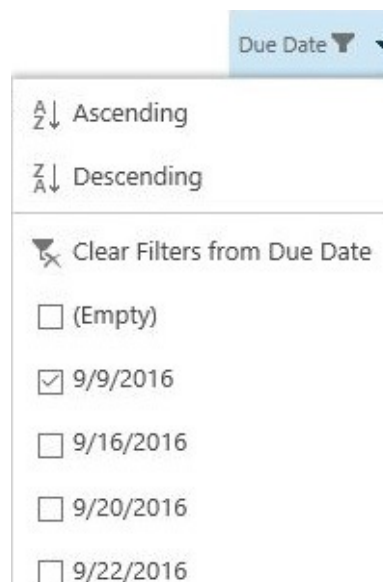 Due Date
Ascending
Descending
Clear Filters from Due Date
(Empty)
9/9/2016
9/16/2016
9/20/2016
9/22/2016